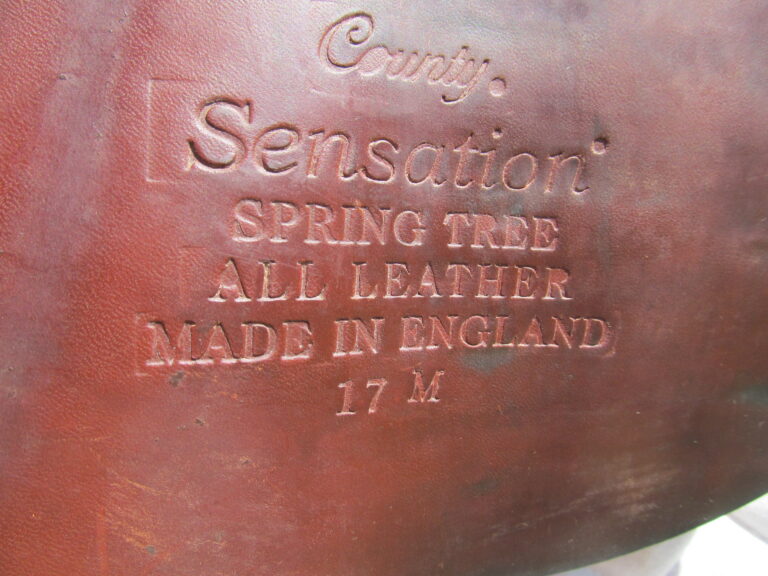 County.
Sensation
SPRING TREE
ALL LEATHER
MADE IN ENGLAND
17 M